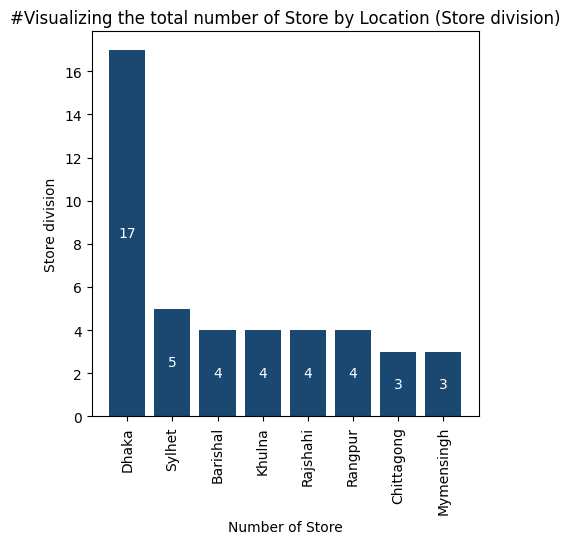 #Visualizing the total number of Store by Location (Store division)
Store division
16
14
12
10
8
6
4
2
0
17
5
4
4
4
4
3
3
Dhaka
Sylhet
Barishal
Khulna
Rajshahi
Rangpur
Chittagong
Mymensingh
Number of Store